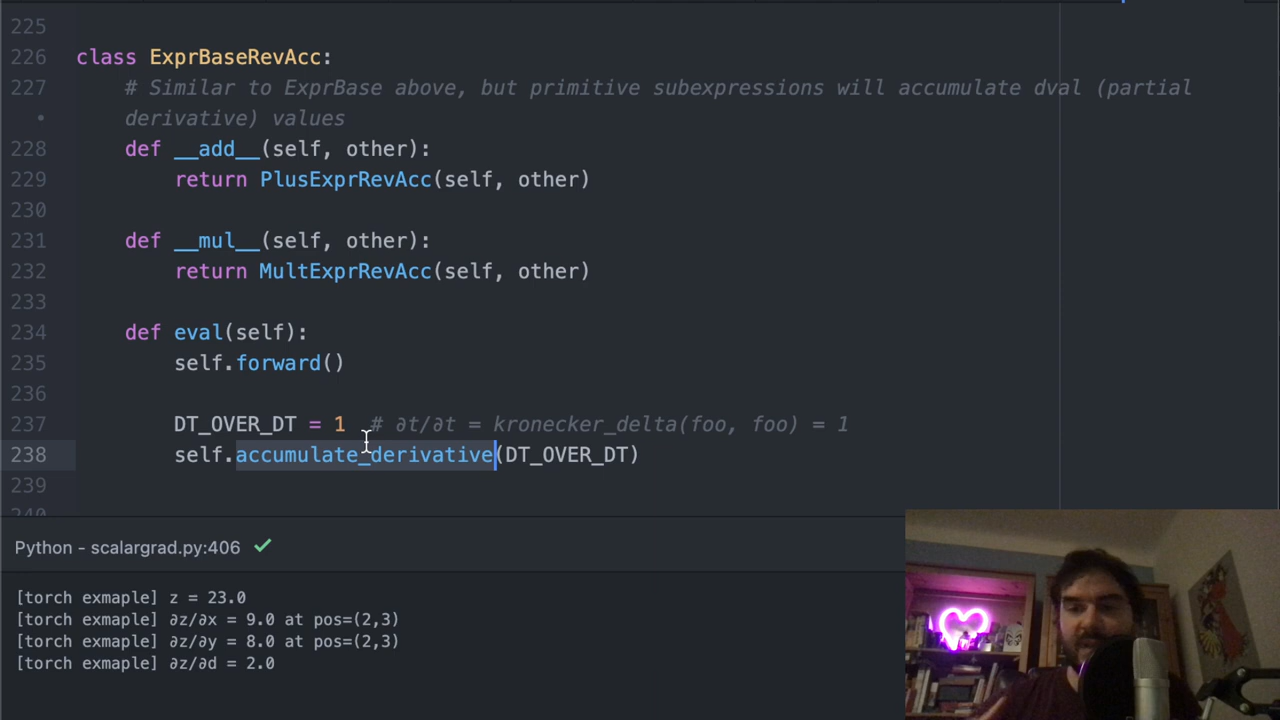 225
226 class ExprBaseRevAcc:
227 # Similar to ExprBase above, but primitive subexpressions will accumulate dval (partial
• derivative) values
228 def __add__(self, other):
229 return PlusExprRevAcc(self, other)
230
231 def __mul__(self, other):
232 return MultExprRevAcc(self, other)
233
234 def eval(self):
235 self.forward()
236
237 DT_OVER_DT = 1 # ∂t/∂t = kronecker_delta(foo, foo) = 1
238 self.accumulate_derivative(DT_OVER_DT)
239
240
Python - scalargrad.py:406 ✓
[torch exmaple] z = 23.0
[torch exmaple] ∂z/∂x = 9.0 at pos=(2,3)
[torch exmaple] ∂z/∂y = 8.0 at pos=(2,3)
[torch exmaple] ∂z/∂d = 2.0